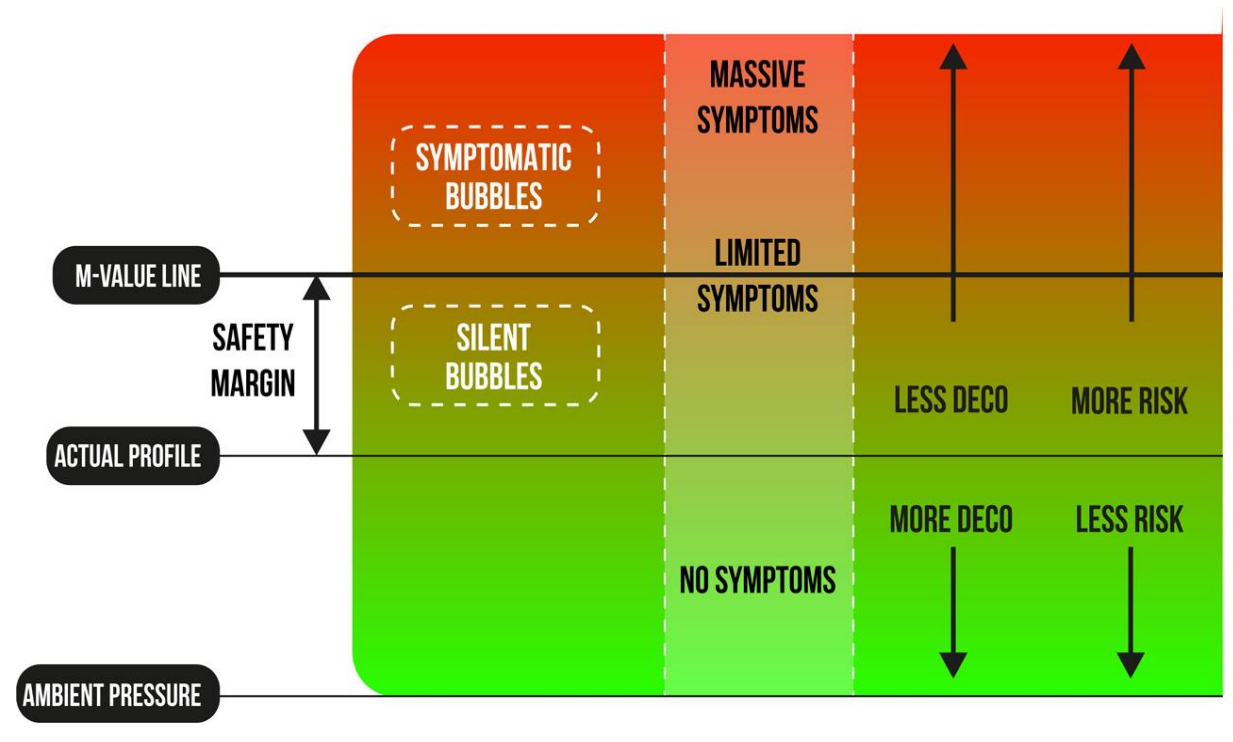 MASSIVE
SYMPTOMS
SYMPTOMATIC
BUBBLES
M-VALUE LINE
LIMITED
SYMPTOMS
SAFETY
MARGIN
SILENT
BUBBLES
LESS DECO
MORE RISK
ACTUAL PROFILE
MORE DECO
LESS RISK
NO SYMPTOMS
AMBIENT PRESSURE